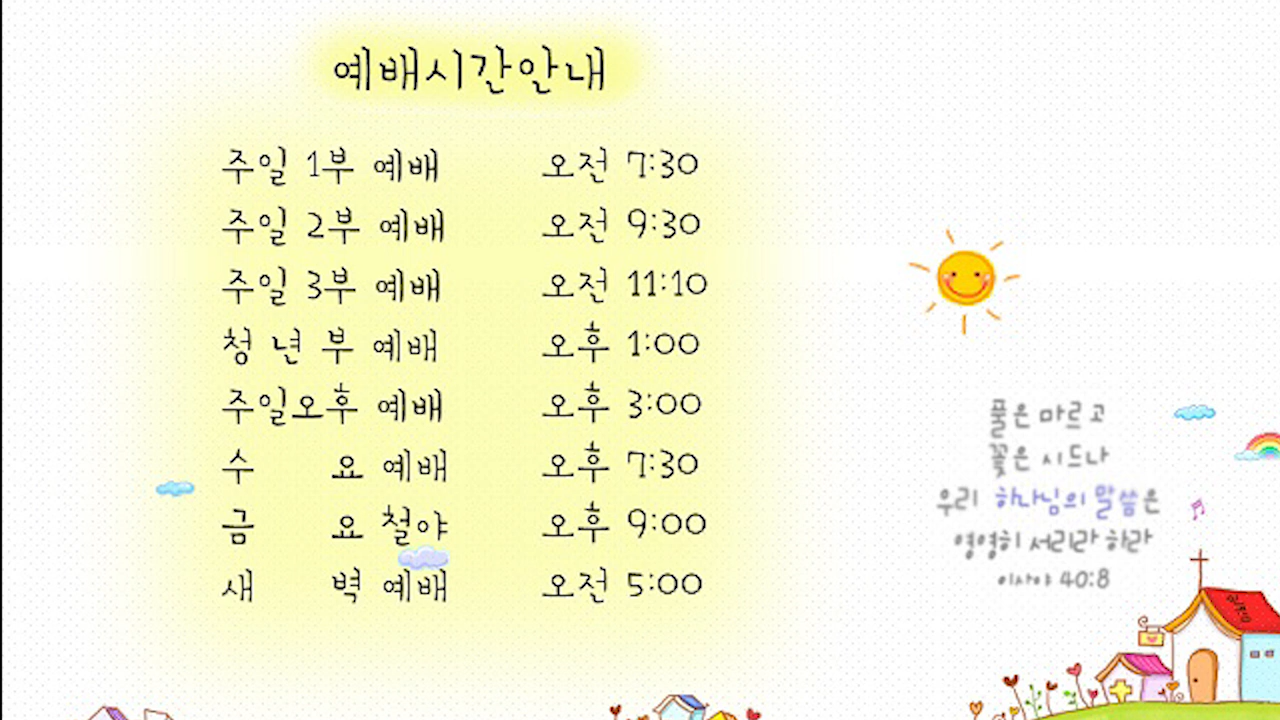 예배시간안내
주일 1부 예배 오전 7:30
주일 2부 예배 오전 9:30
주일 3부 예배 오전 11:10
청 년 부 예배 오후 1:00
주일오후 예배 오후 3:00
수 요 예배 오후 7:30
금 요 철야 오후 9:00
새 벽 예배 오전 5:00
풀은 마르고
꽃은 시드나
우리 하나님의 말씀은
영영히 서리라 하라
이사야 40:8